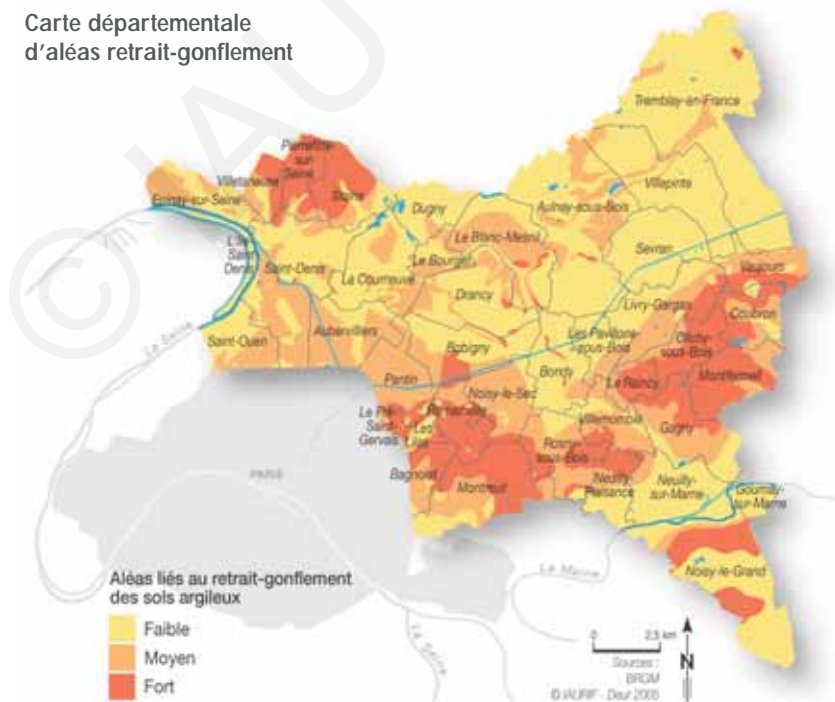 Carte départementale
d'aléas retrait-gonflement
© IAU
Tremblay-en-France
Pierrefitte-
sur-
Seine
Villetaneuse
Stains
Epinay-sur-Seine
Villepinte
Dugny
Aulnay-sous-Bois
Le Blanc-Mesnil
L'Ile
Saint-
Denis
Saint-Denis
Le Bourget
Sevran
La Courneuve
Vaujours
Drancy
Livry-Gargan
Coubron
Aubervilliers
Les Pavillons-
sous-Bois
Clichy-
sous-Bois
Saint-Ouen
La Seine
Bobigny
Bondy
Montfermeil
Pantin
Le Raincy
Noisy-le-Sec
Le Pré-
Saint-
Gervais
Les
Lilas
Romainville
Villemomble
Gagny
Rosny-
sous-Bois
Bagnolet
Montreuil
Neuilly-
Plaisance
Neuilly-
sur-Marne
Gournay-
sur-Marne
PARIS
La Marne
Noisy-le-Grand
Aléas liés au retrait-gonflement
des sols argileux
Faible
Moyen
Fort
La Seine
0 2,5 km
N
Sources :
BRGM
© IAURIF - Deur 2005